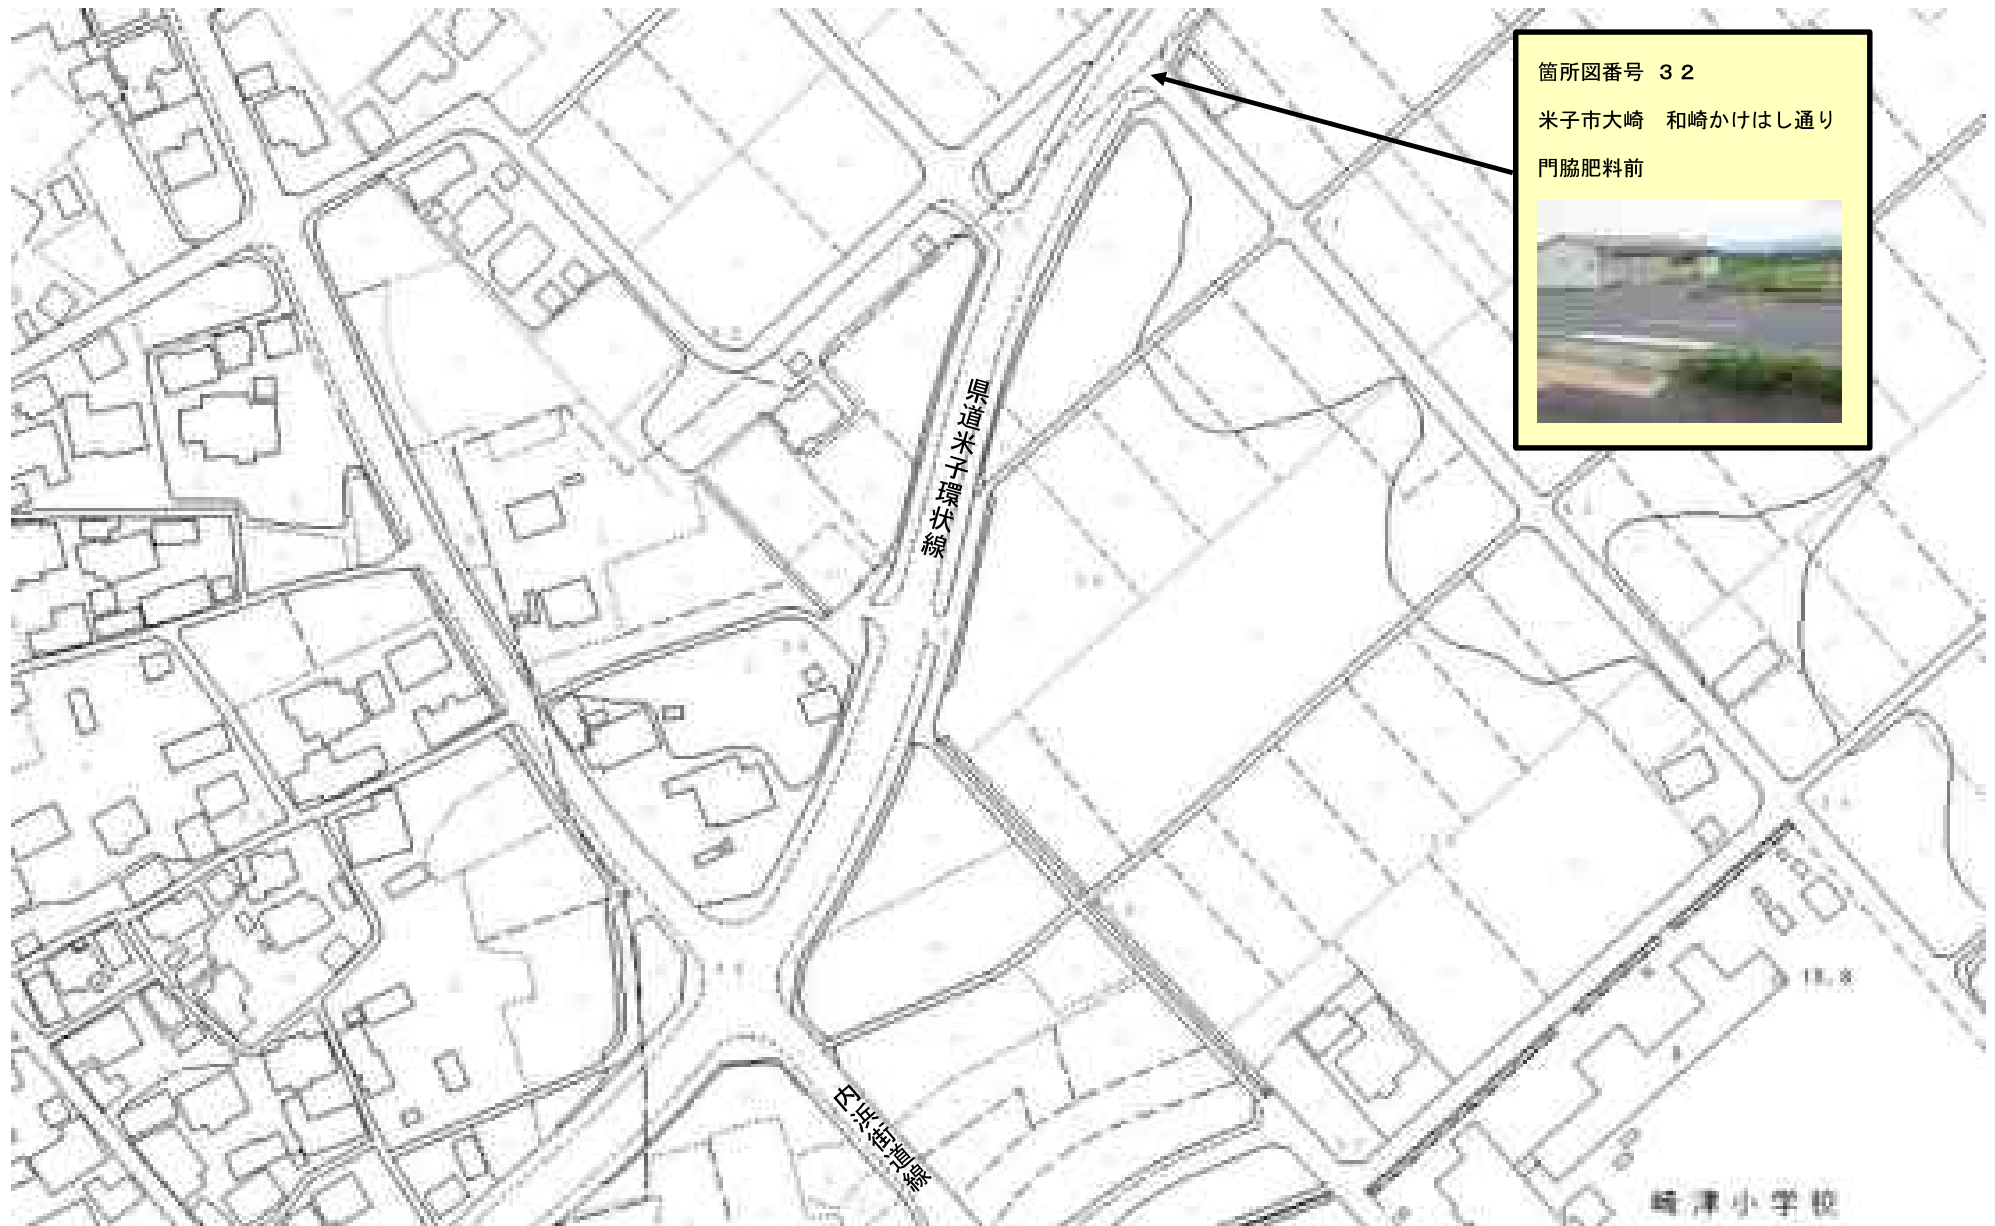 箇所図番号 ３２
米子市大崎　和崎かけはし通り
門脇肥料前
県道米子環状線
内浜街道線
崎津小学校